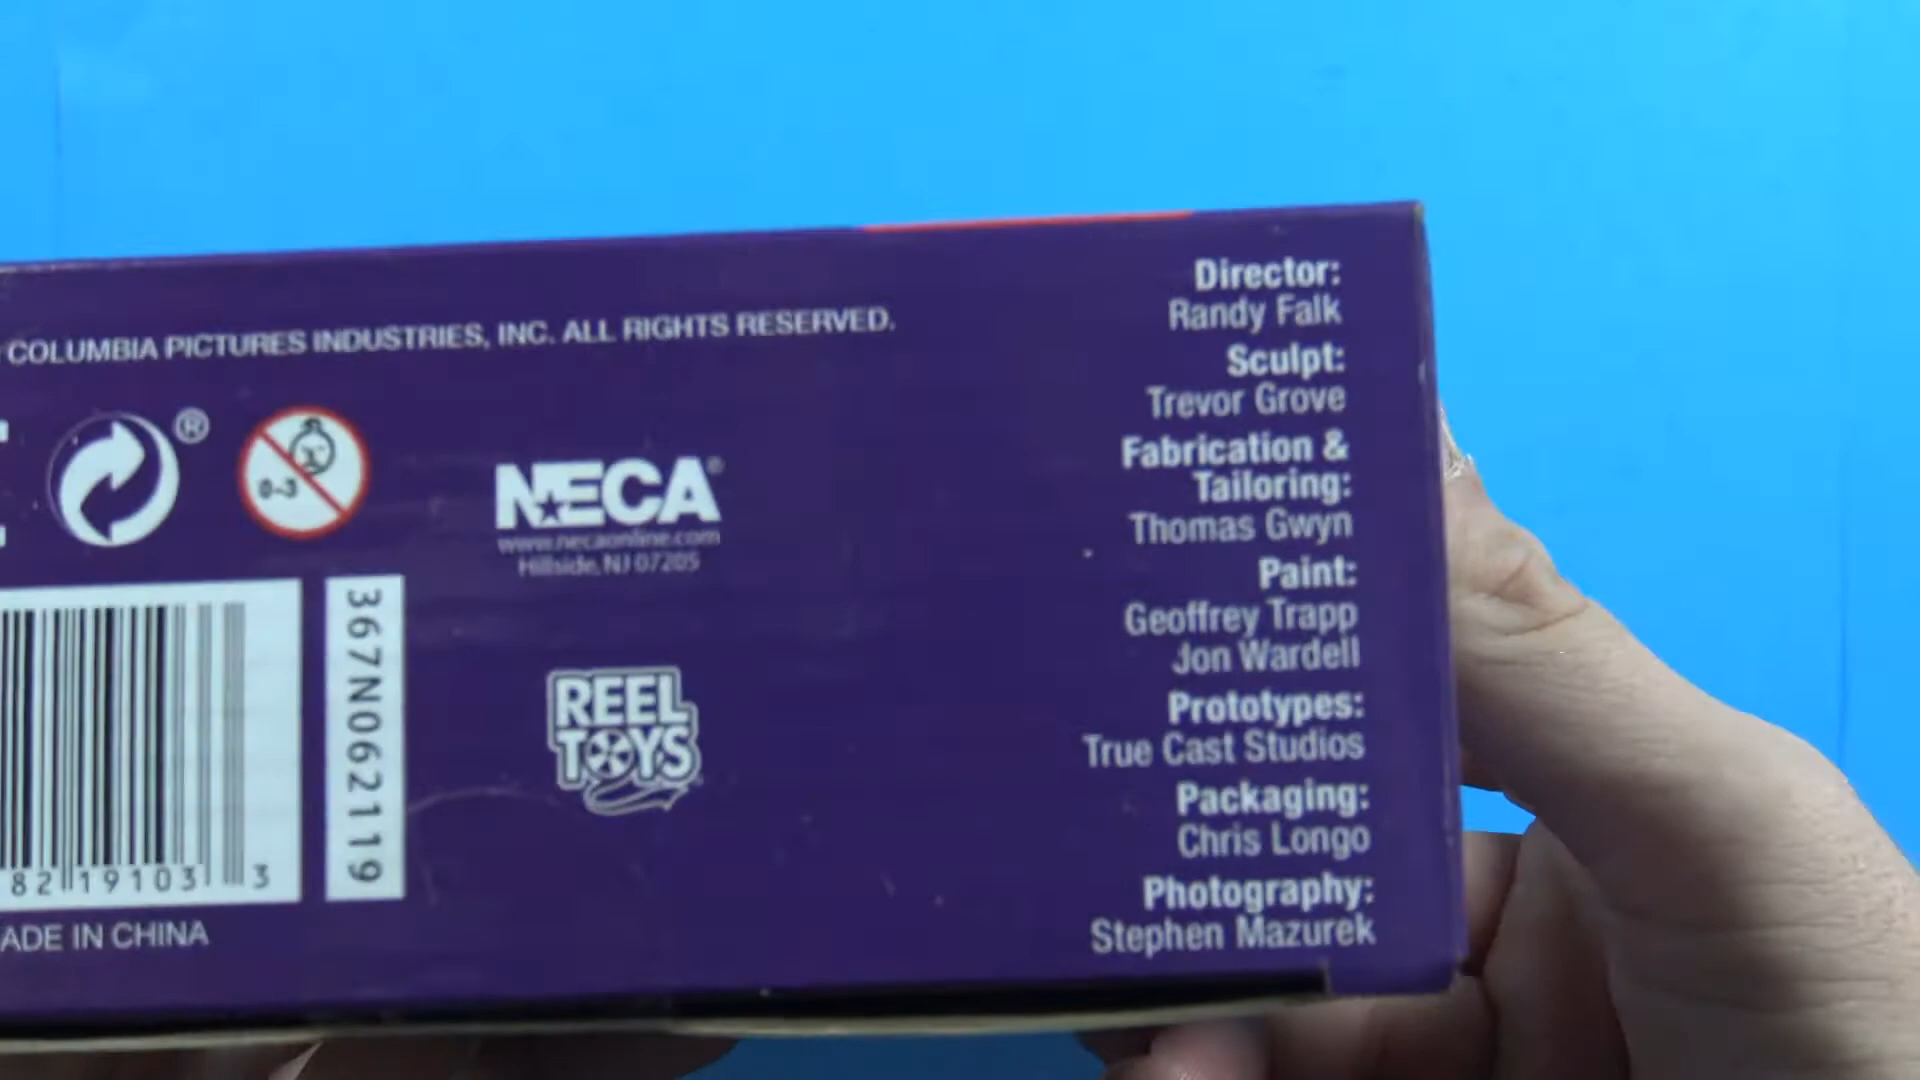 COLUMBIA PICTURES INDUSTRIES, INC. ALL RIGHTS RESERVED.
®
0-3
NECA®
www.necaonline.com
Hillside, NJ 07205
367N062119
REEL
TOYS
82 19103 3
ADE IN CHINA
Director:
Randy Falk
Sculpt:
Trevor Grove
Fabrication &
Tailoring:
Thomas Gwyn
Paint:
Geoffrey Trapp
Jon Wardell
Prototypes:
True Cast Studios
Packaging:
Chris Longo
Photography:
Stephen Mazurek